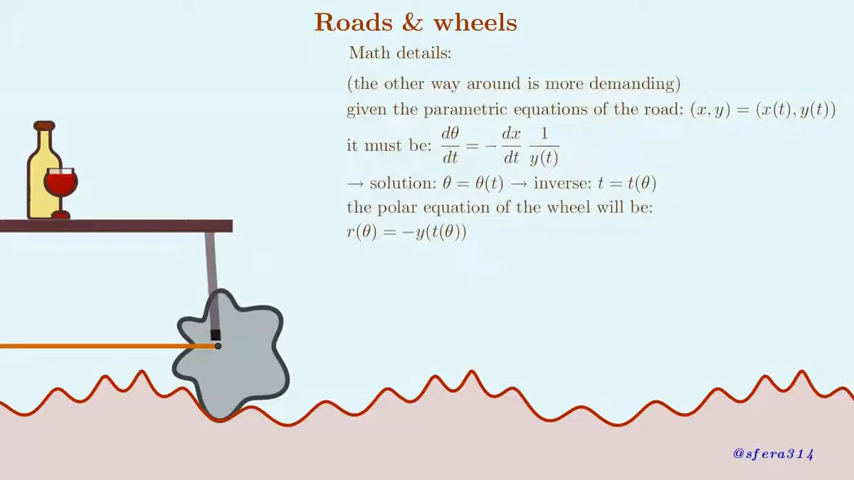 Roads & wheels
Math details:
(the other way around is more demanding)
given the parametric equations of the road: (x, y) = (x(t), y(t))
it must be: dθ/dt = − dx/dt 1/y(t)
→ solution: θ = θ(t) → inverse: t = t(θ)
the polar equation of the wheel will be:
r(θ) = −y(t(θ))
@sfera314